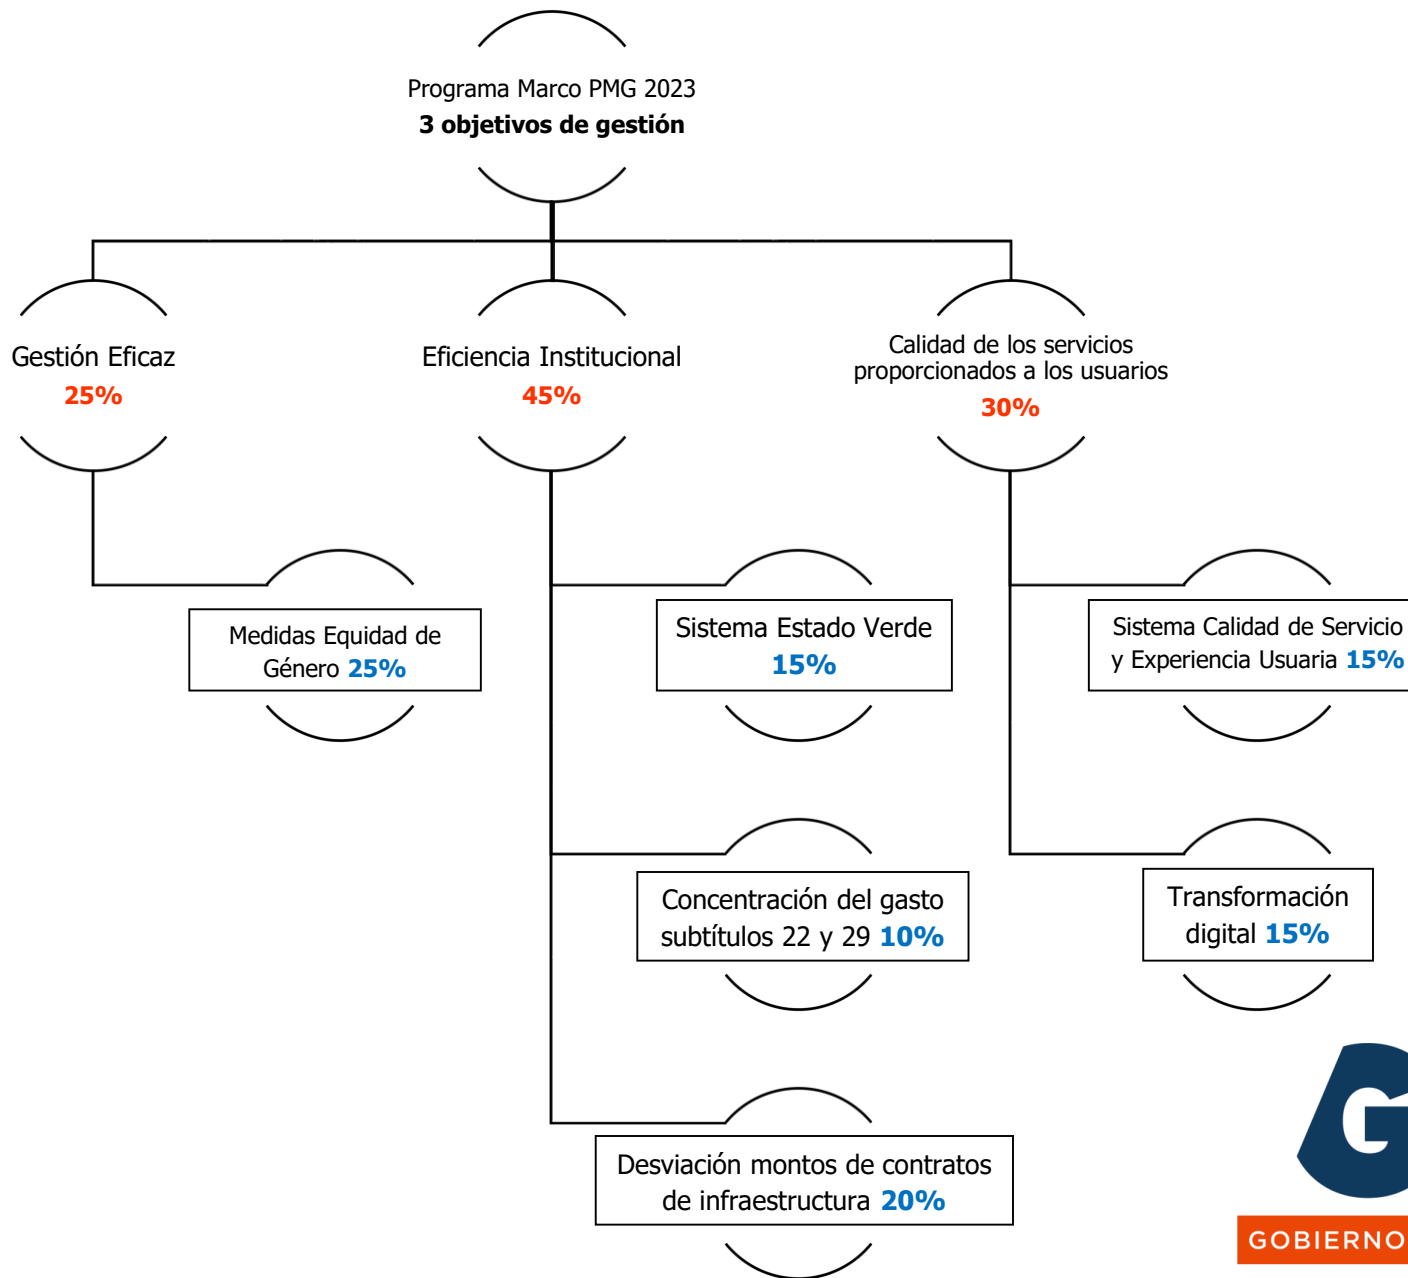 Programa Marco PMG 2023
3 objetivos de gestión
Gestión Eficaz
25%
Eficiencia Institucional
45%
Calidad de los servicios
proporcionados a los usuarios
30%
Medidas Equidad de
Género 25%
Sistema Estado Verde
15%
Sistema Calidad de Servicio
y Experiencia Usuaria 15%
Concentración del gasto
subtítulos 22 y 29 10%
Transformación
digital 15%
Desviación montos de contratos
de infraestructura 20%
G
GOBIERNO